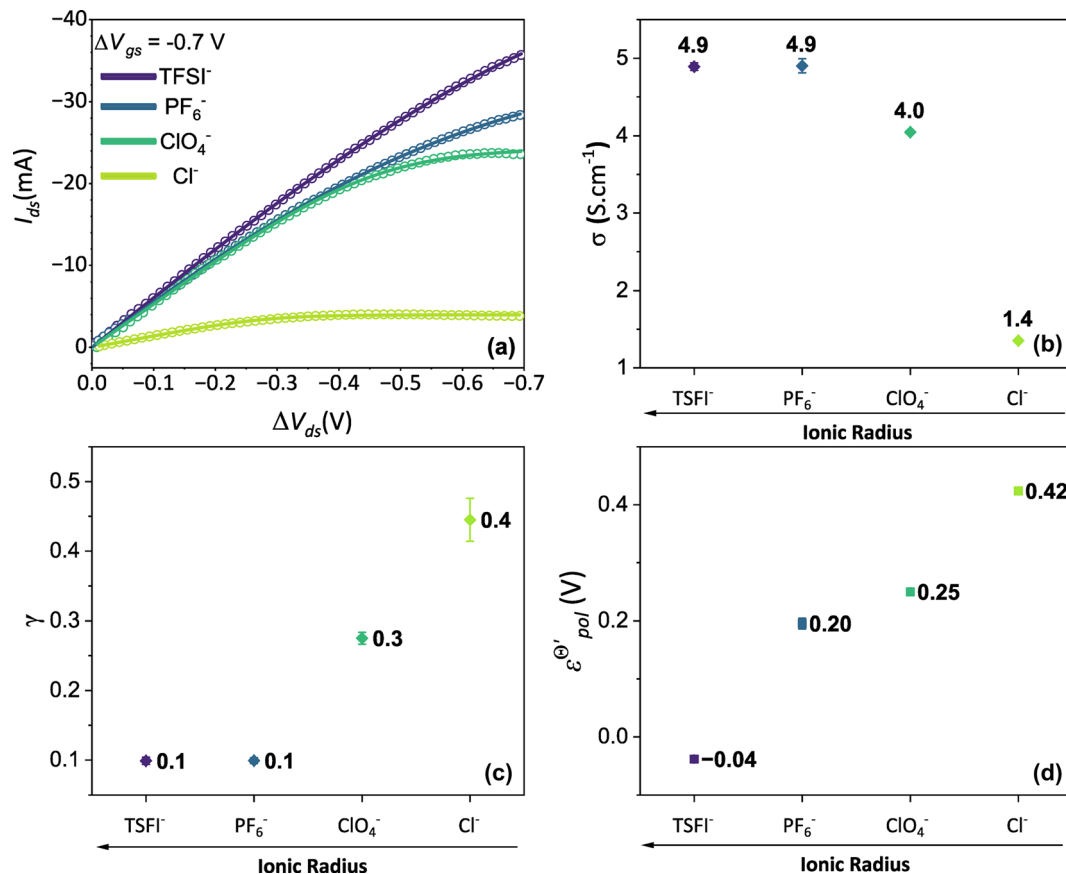 ΔV_gs = -0.7 V
TFSI⁻
PF₆⁻
ClO₄⁻
Cl⁻
I_ds(mA)
−40
−30
−20
−10
0
0.0 −0.1 −0.2 −0.3 −0.4 −0.5 −0.6 −0.7
ΔV_ds(V)
(a)
σ (S.cm⁻¹)
5
4
3
2
1
4.9 4.9
4.0
1.4
(b)
TSFI⁻ PF₆⁻ ClO₄⁻ Cl⁻
Ionic Radius
γ
0.5
0.4
0.3
0.2
0.1
0.4
0.3
0.1 0.1
(c)
TSFI⁻ PF₆⁻ ClO₄⁻ Cl⁻
Ionic Radius
ε^Θ′_pol (V)
0.4
0.2
0.0
0.42
0.25
0.20
−0.04
(d)
TSFI⁻ PF₆⁻ ClO₄⁻ Cl⁻
Ionic Radius